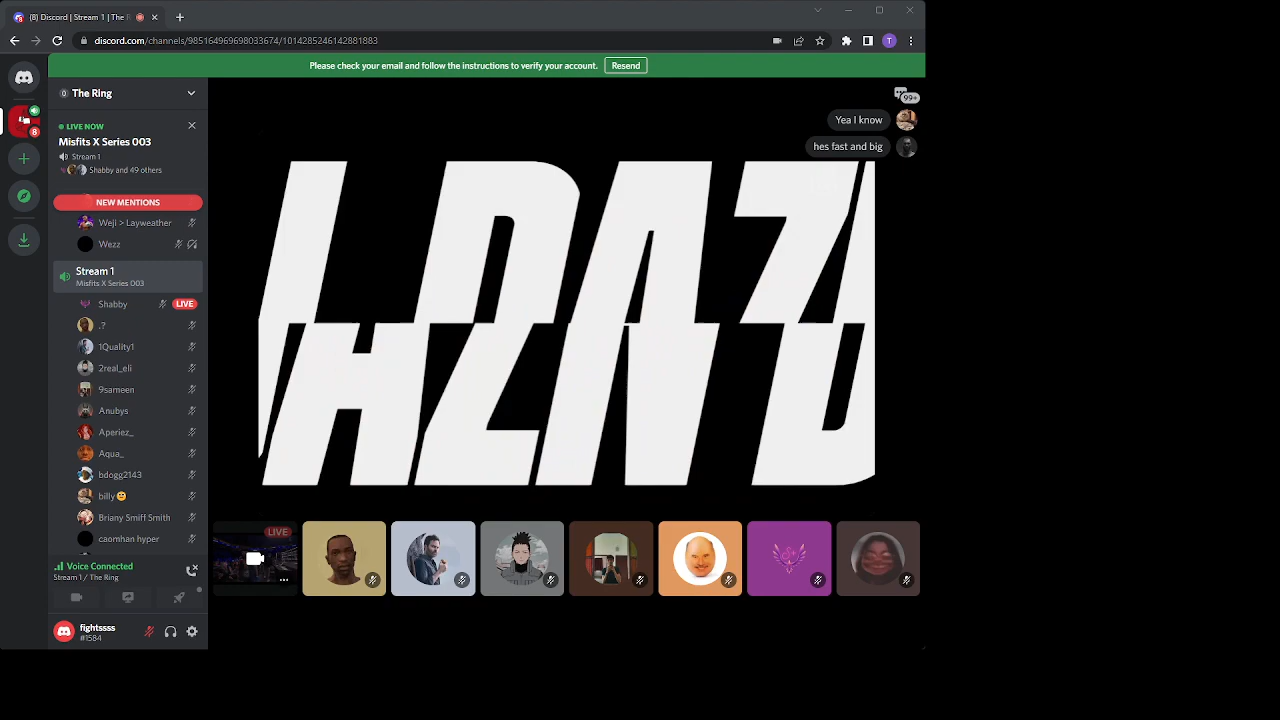 (8) Discord | Stream 1 | The R
discord.com/channels/985164969698033674/1014285246142881883
T
Please check your email and follow the instructions to verify your account.
Resend
The Ring
LIVE NOW
Misfits X Series 003
Stream 1
Shabby and 49 others
8
NEW MENTIONS
Weji > Layweather
Wezz
Stream 1
Misfits X Series 003
Shabby
LIVE
.?
1Quality1
2real_eli
9sameen
Anubys
Aperiez_
Aqua_
bdogg2143
billy🙂
Briany Smiff Smith
caomhan hyper
Voice Connected
Stream 1 / The Ring
fightssss
#1584
99+
Yea I know
hes fast and big
LIVE